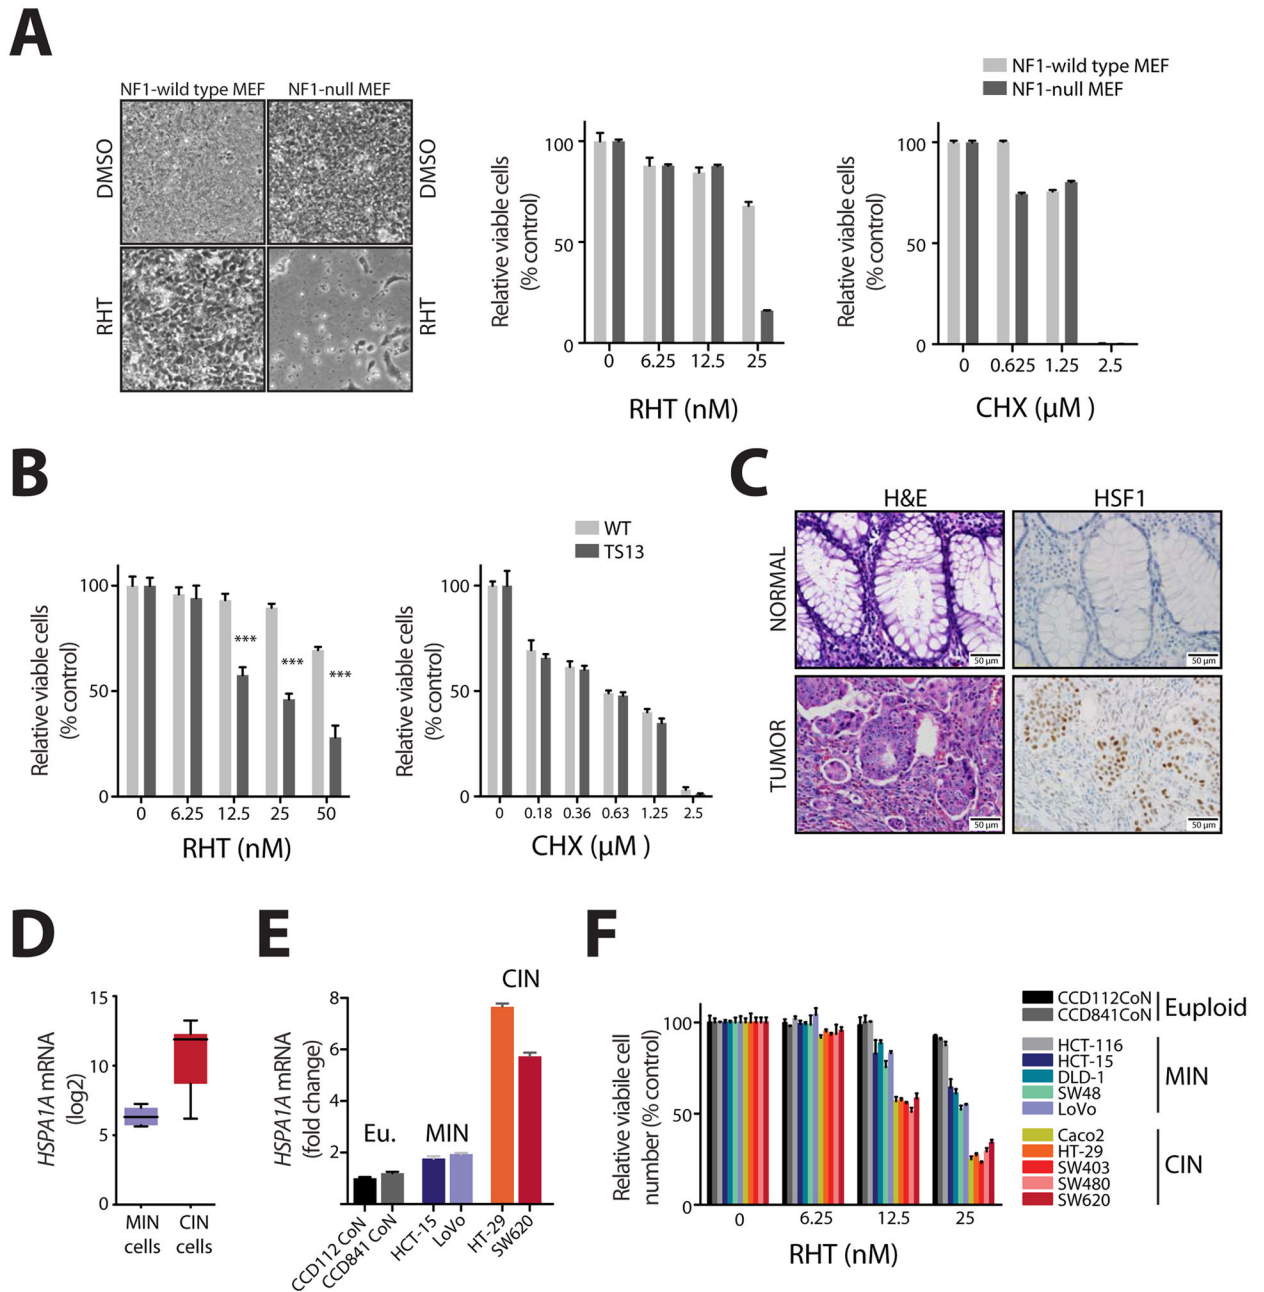 A
NF1-wild type MEF
NF1-null MEF
DMSO
DMSO
RHT
RHT
NF1-wild type MEF
NF1-null MEF
Relative viable cells
(% control)
100
50
0
0 6.25 12.5 25
RHT (nM)
Relative viable cells
(% control)
100
50
0
0 0.625 1.25 2.5
CHX (µM )
B
WT
TS13
Relative viable cells
(% control)
100
50
0
***
***
***
0 6.25 12.5 25 50
RHT (nM)
Relative viable cells
(% control)
100
50
0
0 0.18 0.36 0.63 1.25 2.5
CHX (µM )
C
H&E
HSF1
NORMAL
50 µm
50 µm
TUMOR
50 µm
50 µm
D
HSPA1A mRNA
(log2)
15
10
5
0
MIN
cells
CIN
cells
E
HSPA1A mRNA
(fold change)
8
6
4
2
Eu.
MIN
CIN
CCD112 CoN
CCD841 CoN
HCT-15
LoVo
HT-29
SW620
F
Relative viabile cell
number (% control)
100
50
0
0 6.25 12.5 25
RHT (nM)
CCD112CoN
CCD841CoN
Euploid
HCT-116
HCT-15
DLD-1
SW48
LoVo
MIN
Caco2
HT-29
SW403
SW480
SW620
CIN